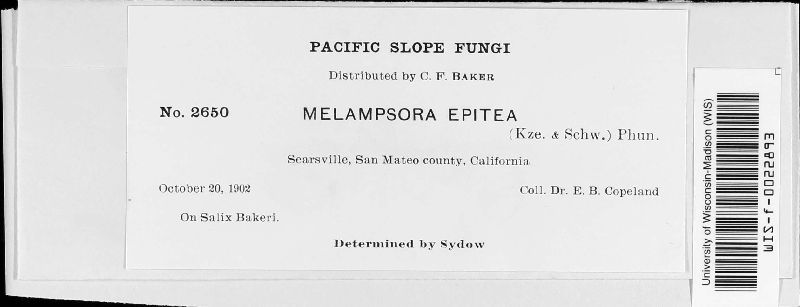 PACIFIC SLOPE FUNGI
Distributed by C. F. BAKER
No. 2650 MELAMPSORA EPITEA
(Kze. & Schw.) Phun.
Searsville, San Mateo county, California
October 20, 1902 Coll. Dr. E. B. Copeland
On Salix Bakeri.
Determined by Sydow
University of Wisconsin-Madison (WIS)
WIS-f-0022893